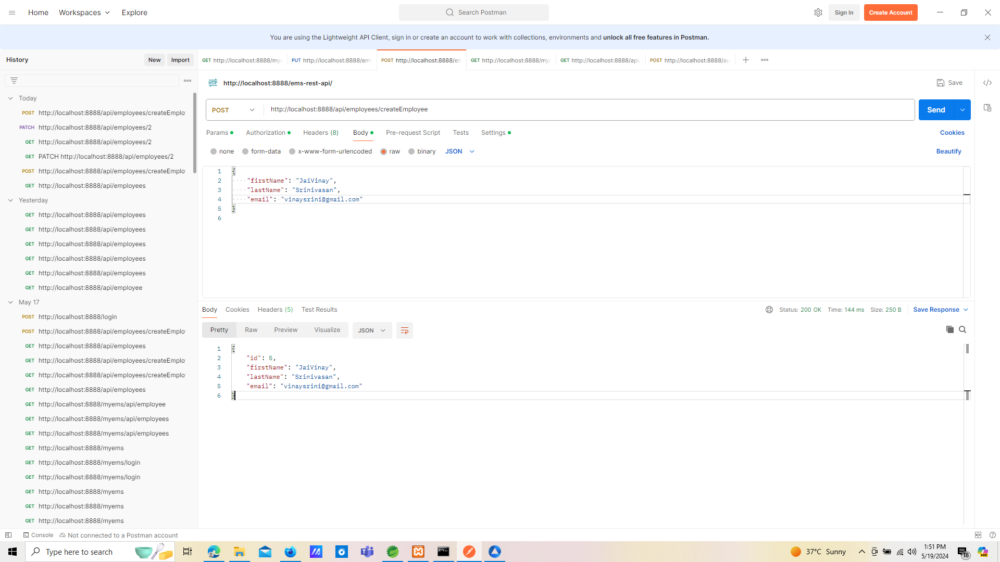 Home
Workspaces
Explore
Search Postman
Sign In
Create Account
You are using the Lightweight API Client, sign in or create an account to work with collections, environments and unlock all free features in Postman.
History
New
Import
GET http://localhost:8888/my
PUT http://localhost:8888/em
POST http://localhost:8888/em
GET http://localhost:8888/my
GET http://localhost:8888/api
POST http://localhost:8888/au
Today
POST http://localhost:8888/api/employees/createEmplo
PATCH http://localhost:8888/api/employees/2
GET http://localhost:8888/api/employees/2
GET PATCH http://localhost:8888/api/employees/2
POST http://localhost:8888/api/employees/createEmplo
GET http://localhost:8888/api/employees
Yesterday
GET http://localhost:8888/api/employees
GET http://localhost:8888/api/employees
GET http://localhost:8888/api/employees
GET http://localhost:8888/api/employees
GET http://localhost:8888/api/employees
GET http://localhost:8888/api/employee
May 17
POST http://localhost:8888/login
POST http://localhost:8888/api/employees/createEmplo
GET http://localhost:8888/api/employees
GET http://localhost:8888/api/employees/createEmplo
GET http://localhost:8888/api/employees/createEmplo
GET http://localhost:8888/api/employees
GET http://localhost:8888/myems/api/employee
GET http://localhost:8888/myems/api/employees
GET http://localhost:8888/myems/api/employees
GET http://localhost:8888/myems
GET http://localhost:8888/myems/login
GET http://localhost:8888/myems/login
GET http://localhost:8888/myems
GET http://localhost:8888/myems
GET http://localhost:8888/myems
HTTP http://localhost:8888/ems-rest-api/
Save
POST http://localhost:8888/api/employees/createEmployee
Send
Params
Authorization
Headers (8)
Body
Pre-request Script
Tests
Settings
Cookies
none
form-data
x-www-form-urlencoded
raw
binary
JSON
Beautify
1 {
2 "firstName": "JaiVinay",
3 "lastName": "Srinivasan",
4 "email": "vinaysrini@gmail.com"
5 }
6
Body
Cookies
Headers (5)
Test Results
Status: 200 OK
Time: 144 ms
Size: 250 B
Save Response
Pretty
Raw
Preview
Visualize
JSON
1 {
2 "id": 5,
3 "firstName": "JaiVinay",
4 "lastName": "Srinivasan",
5 "email": "vinaysrini@gmail.com"
6 }
Console
Not connected to a Postman account
Type here to search
37°C Sunny
1:51 PM
5/19/2024
18
PRE